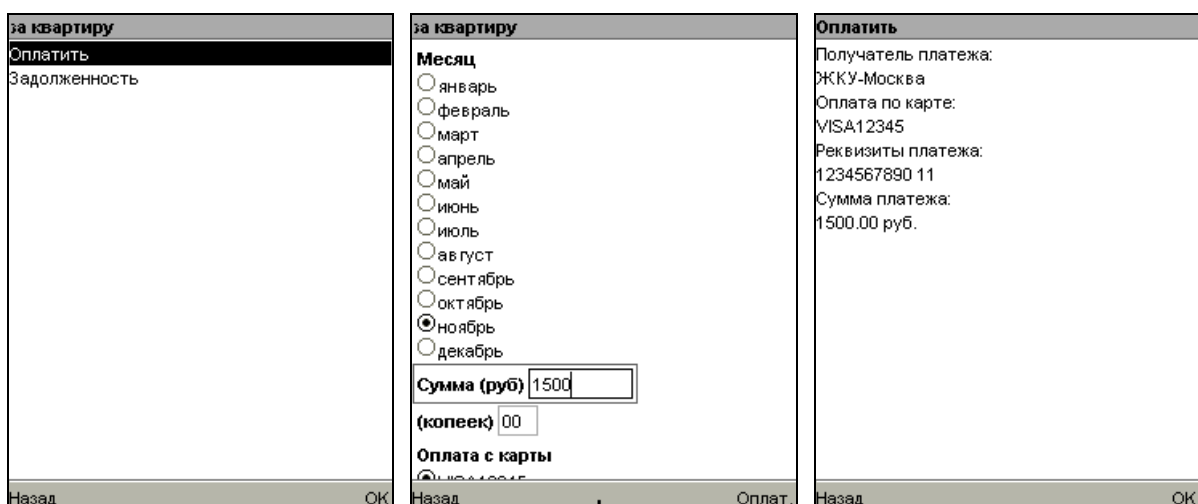 за квартиру
Оплатить
Задолженность
Назад
OK
за квартиру
Месяц
январь
февраль
март
апрель
май
июнь
июль
август
сентябрь
октябрь
ноябрь
декабрь
Сумма (руб) 1500
(копеек) 00
Оплата с карты
VISA12345
Назад
Оплат.
Оплатить
Получатель платежа:
ЖКУ-Москва
Оплата по карте:
VISA12345
Реквизиты платежа:
1234567890 11
Сумма платежа:
1500.00 руб.
Назад
OK